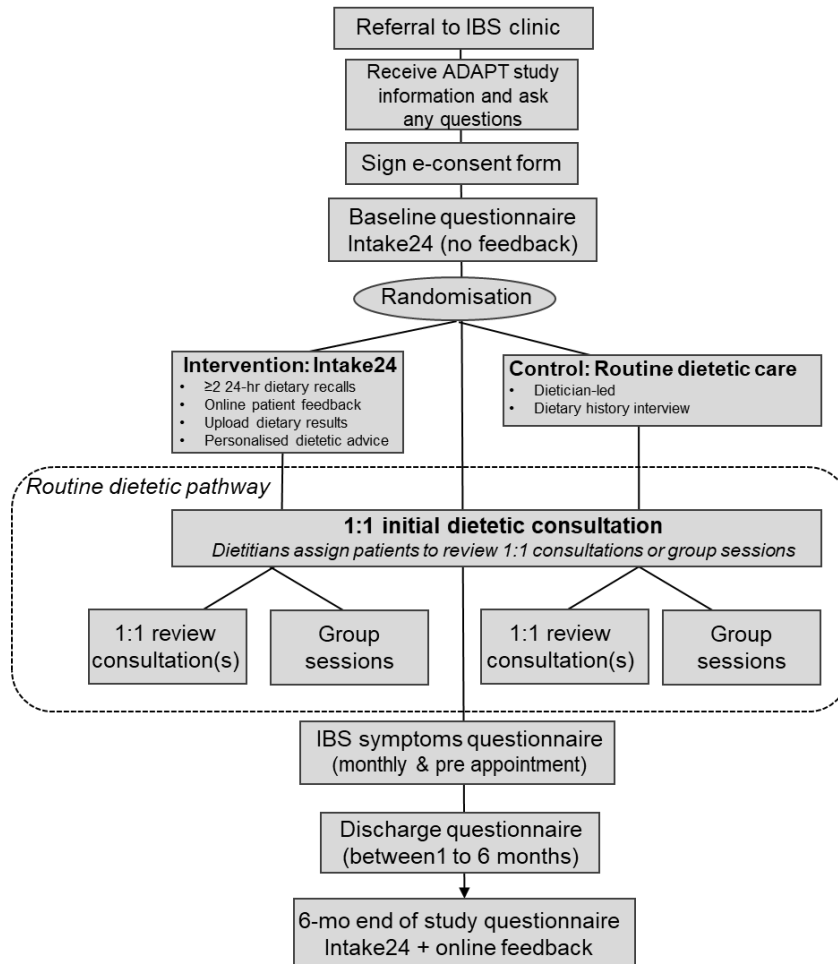 Referral to IBS clinic
Receive ADAPT study
information and ask
any questions
Sign e-consent form
Baseline questionnaire
Intake24 (no feedback)
Randomisation
Intervention: Intake24
• ≥2 24-hr dietary recalls
• Online patient feedback
• Upload dietary results
• Personalised dietetic advice
Control: Routine dietetic care
• Dietician-led
• Dietary history interview
Routine dietetic pathway
1:1 initial dietetic consultation
Dietitians assign patients to review 1:1 consultations or group sessions
1:1 review
consultation(s)
Group
sessions
1:1 review
consultation(s)
Group
sessions
IBS symptoms questionnaire
(monthly & pre appointment)
Discharge questionnaire
(between1 to 6 months)
6-mo end of study questionnaire
Intake24 + online feedback